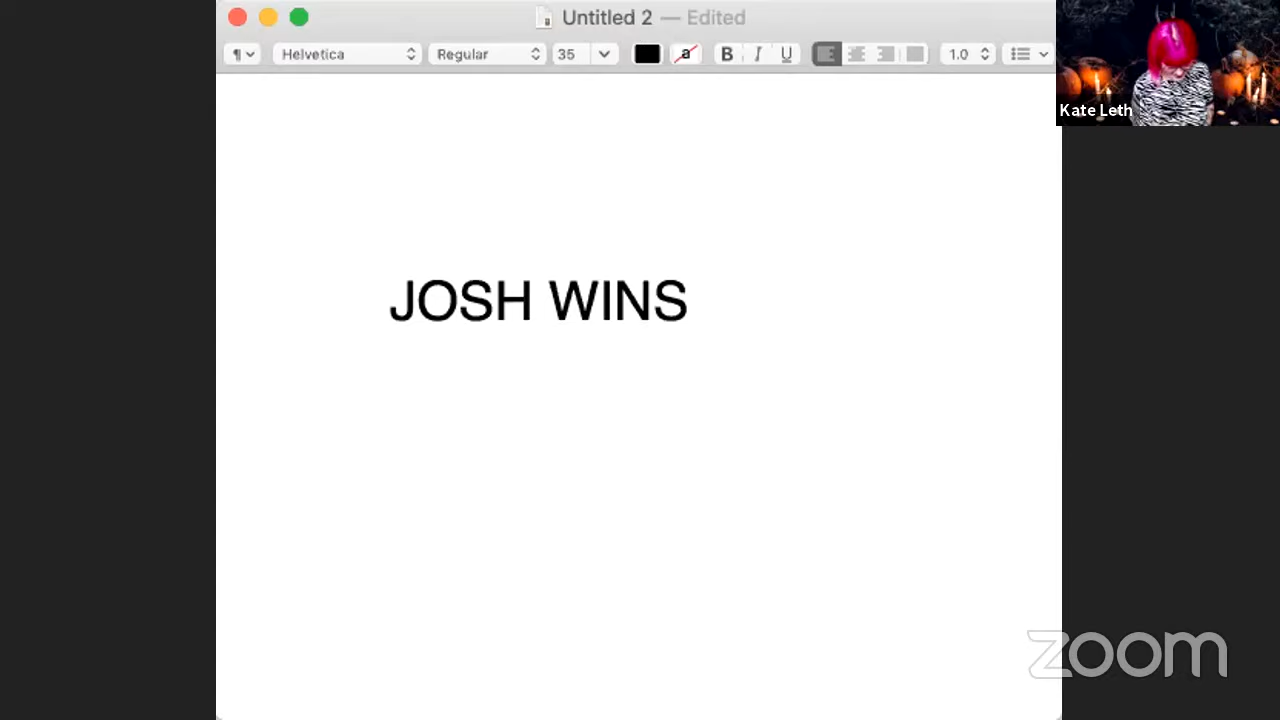 Untitled 2 — Edited
¶ Helvetica Regular 35 a B I U 1.0
Kate Leth
JOSH WINS
zoom